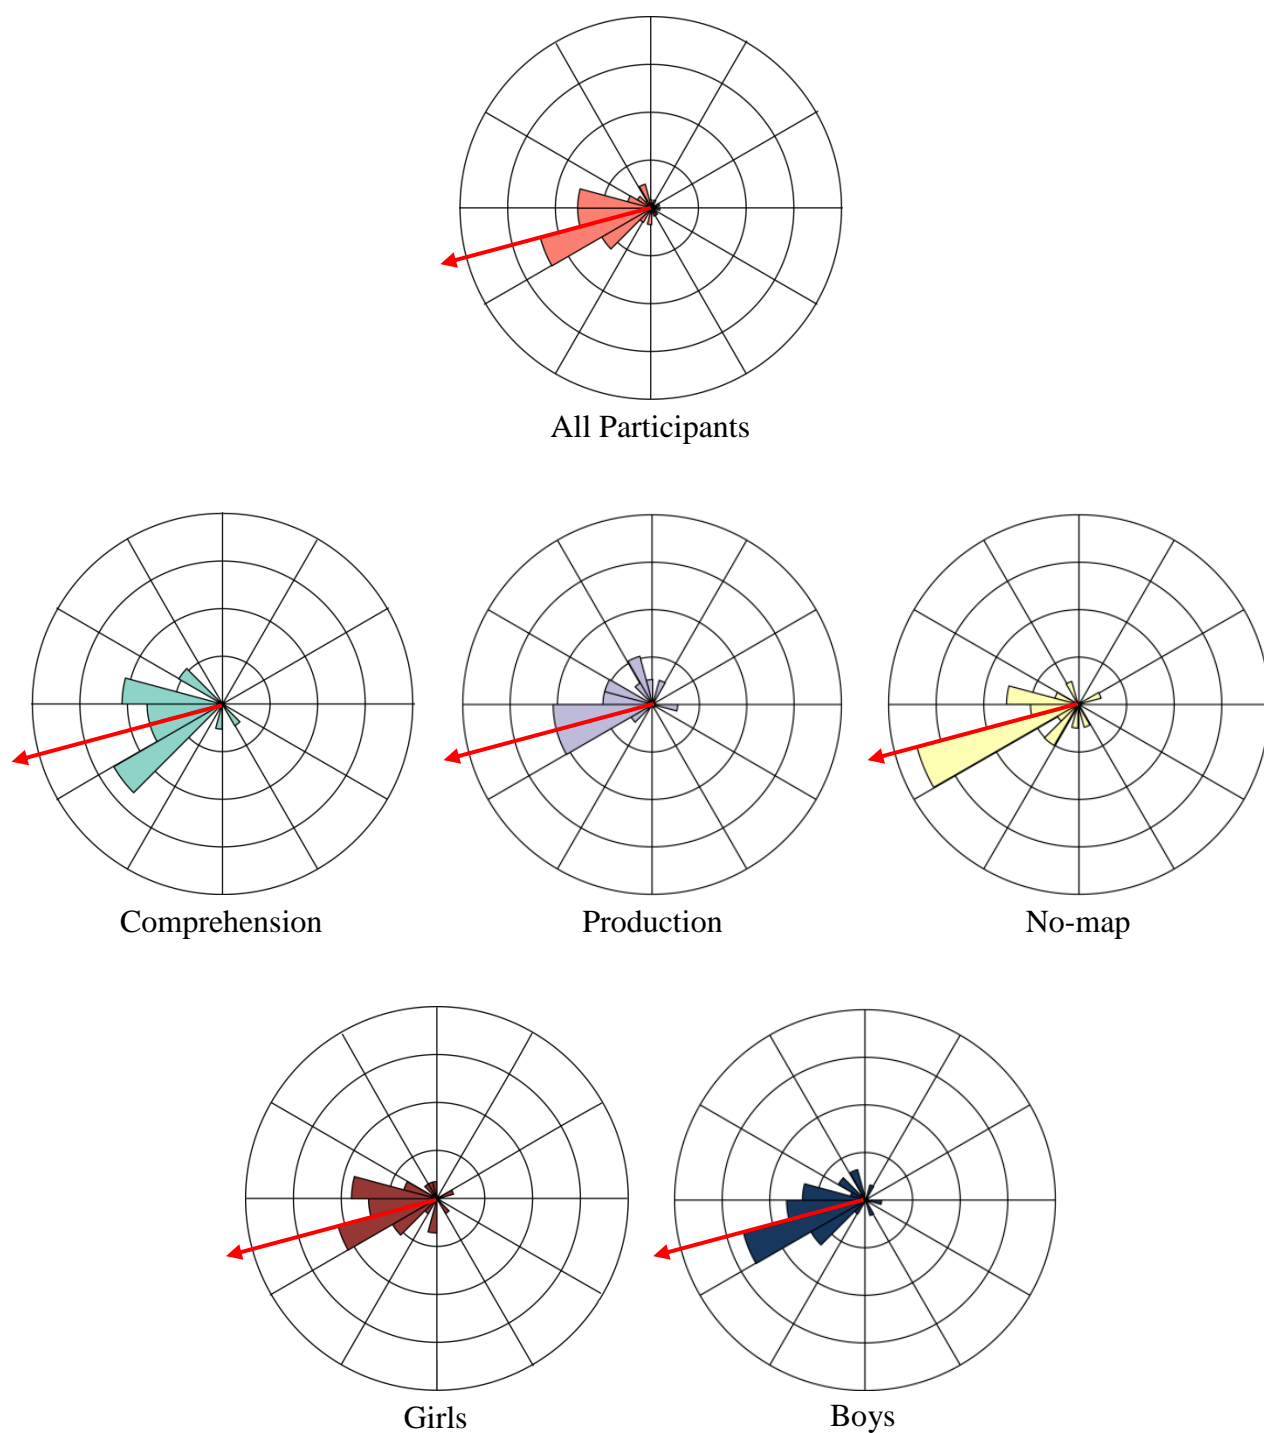 All Participants
Comprehension
Production
No-map
Girls
Boys